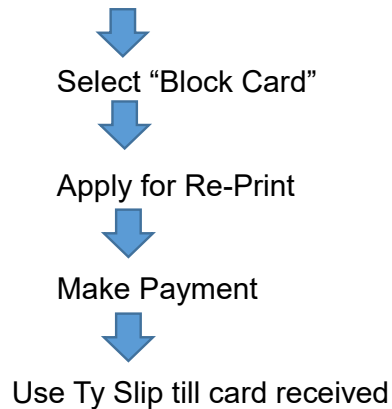 Select “Block Card”
Apply for Re-Print
Make Payment
Use Ty Slip till card received